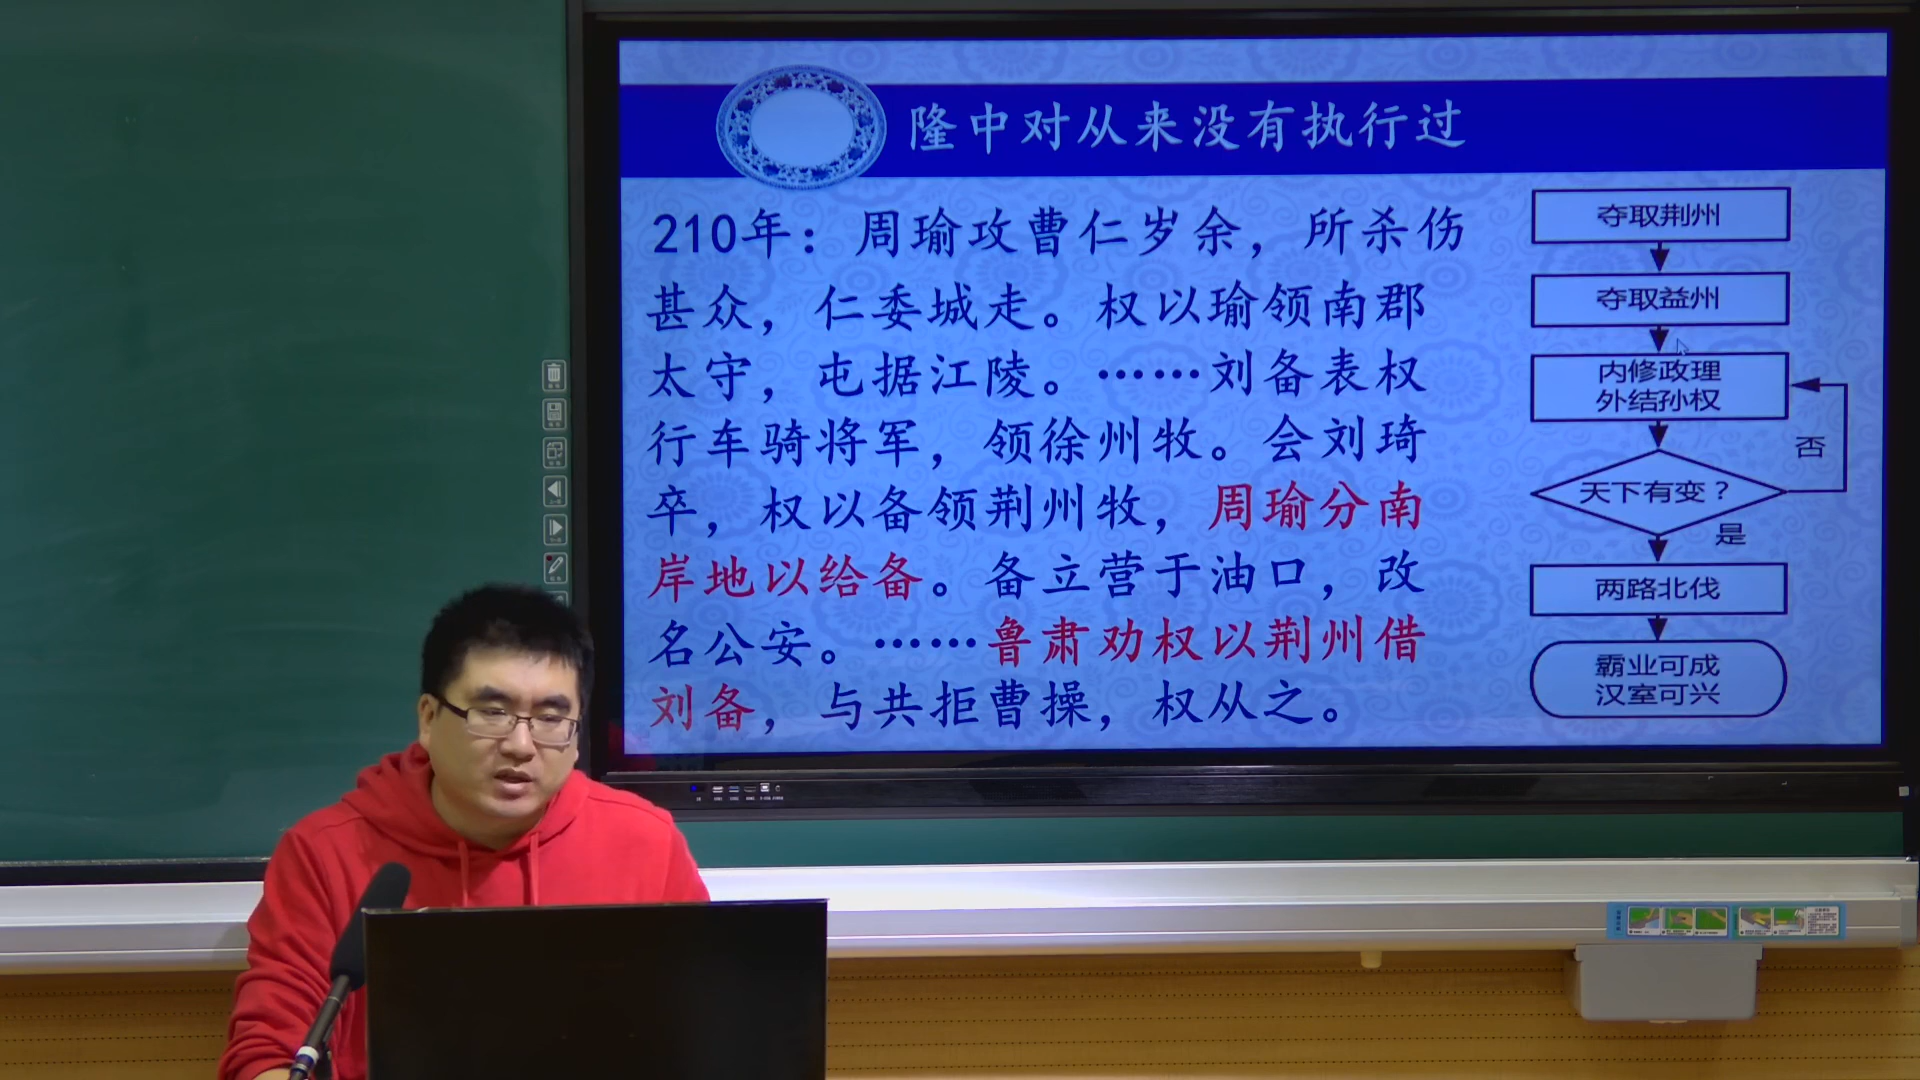 隆中对从来没有执行过
210年：周瑜攻曹仁岁余，所杀伤
甚众，仁委城走。权以瑜领南郡
太守，屯据江陵。……刘备表权
行车骑将军，领徐州牧。会刘琦
卒，权以备领荆州牧，周瑜分南
岸地以给备。备立营于油口，改
名公安。……鲁肃劝权以荆州借
刘备，与共拒曹操，权从之。
夺取荆州
夺取益州
内修政理
外结孙权
天下有变？
否
是
两路北伐
霸业可成
汉室可兴